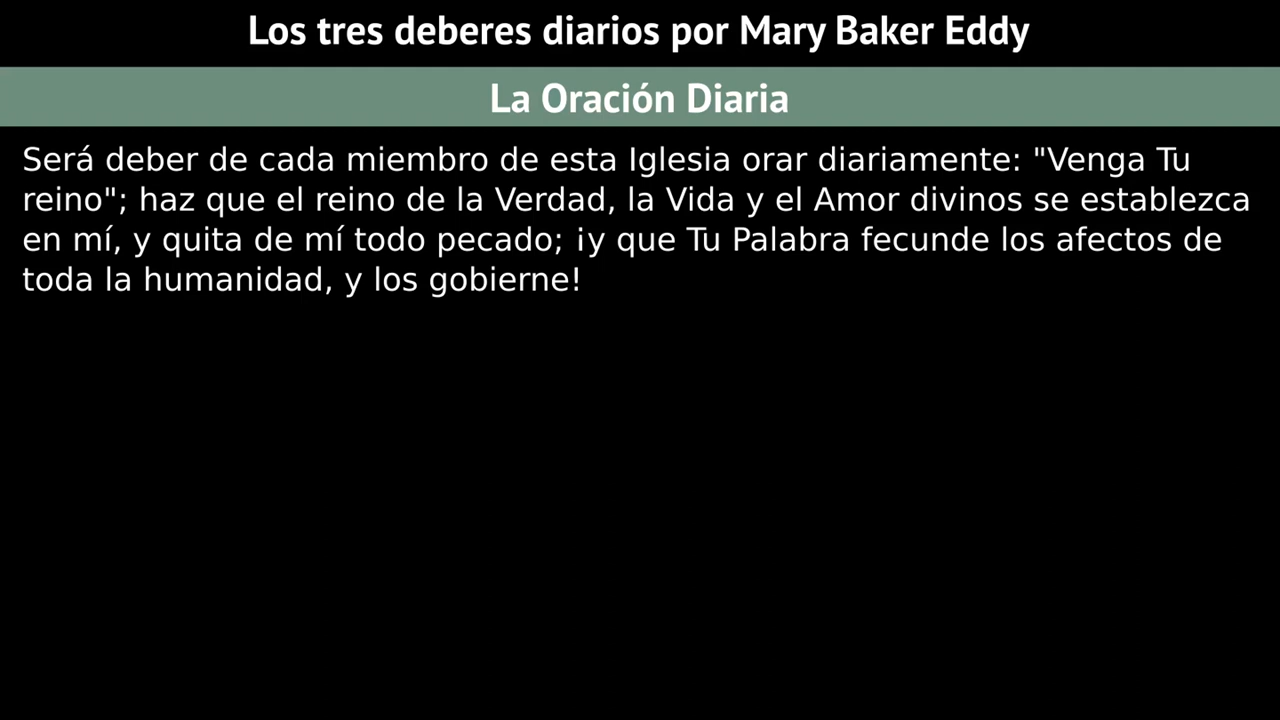 Los tres deberes diarios por Mary Baker Eddy
La Oración Diaria
Será deber de cada miembro de esta Iglesia orar diariamente: "Venga Tu
reino"; haz que el reino de la Verdad, la Vida y el Amor divinos se establezca
en mí, y quita de mí todo pecado; ¡y que Tu Palabra fecunde los afectos de
toda la humanidad, y los gobierne!